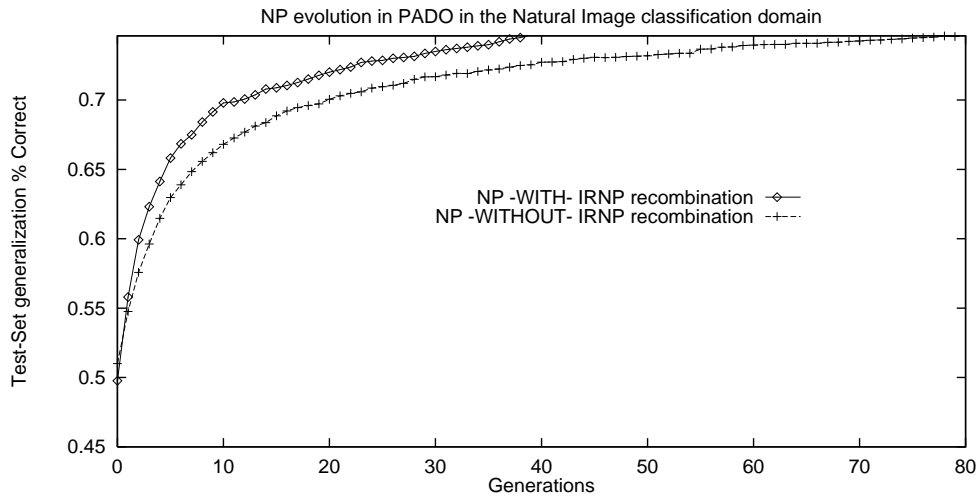 NP evolution in PADO in the Natural Image classification domain
Test-Set generalization % Correct
0.7
0.65
0.6
0.55
0.5
0.45
NP -WITH- IRNP recombination
NP -WITHOUT- IRNP recombination
0 10 20 30 40 50 60 70 80
Generations